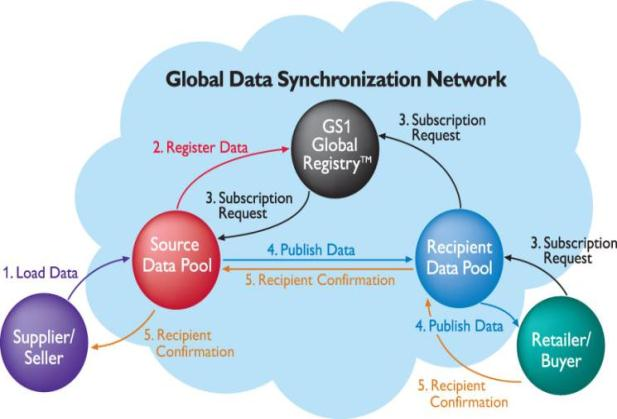 Global Data Synchronization Network
GS1
Global
Registry™
3. Subscription
Request
2. Register Data
3. Subscription
Request
Source
Data Pool
4. Publish Data
5. Recipient Confirmation
Recipient
Data Pool
3. Subscription
Request
1. Load Data
Supplier/
Seller
5. Recipient
Confirmation
4. Publish Data
Retailer/
Buyer
5. Recipient
Confirmation